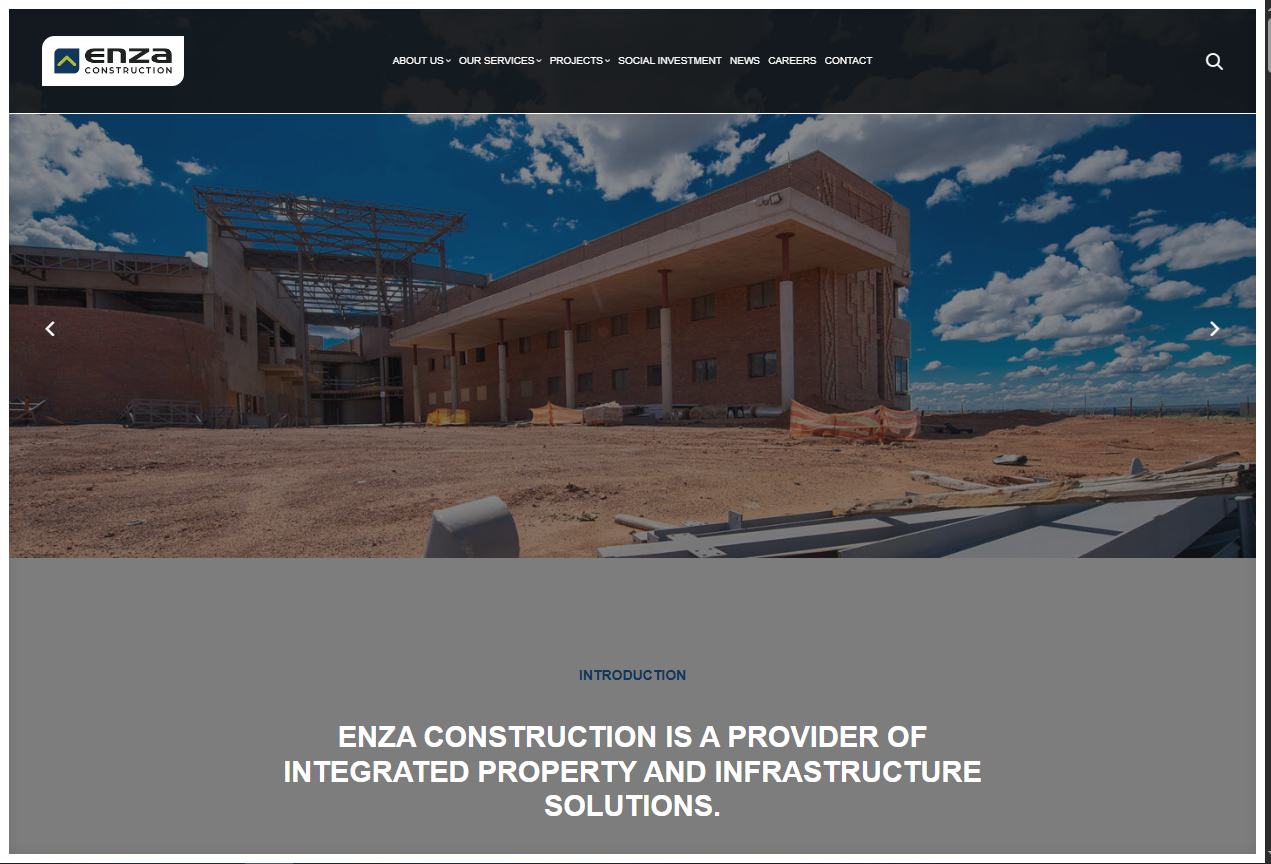 enza
CONSTRUCTION
ABOUT US OUR SERVICES PROJECTS SOCIAL INVESTMENT NEWS CAREERS CONTACT
INTRODUCTION
ENZA CONSTRUCTION IS A PROVIDER OF
INTEGRATED PROPERTY AND INFRASTRUCTURE
SOLUTIONS.